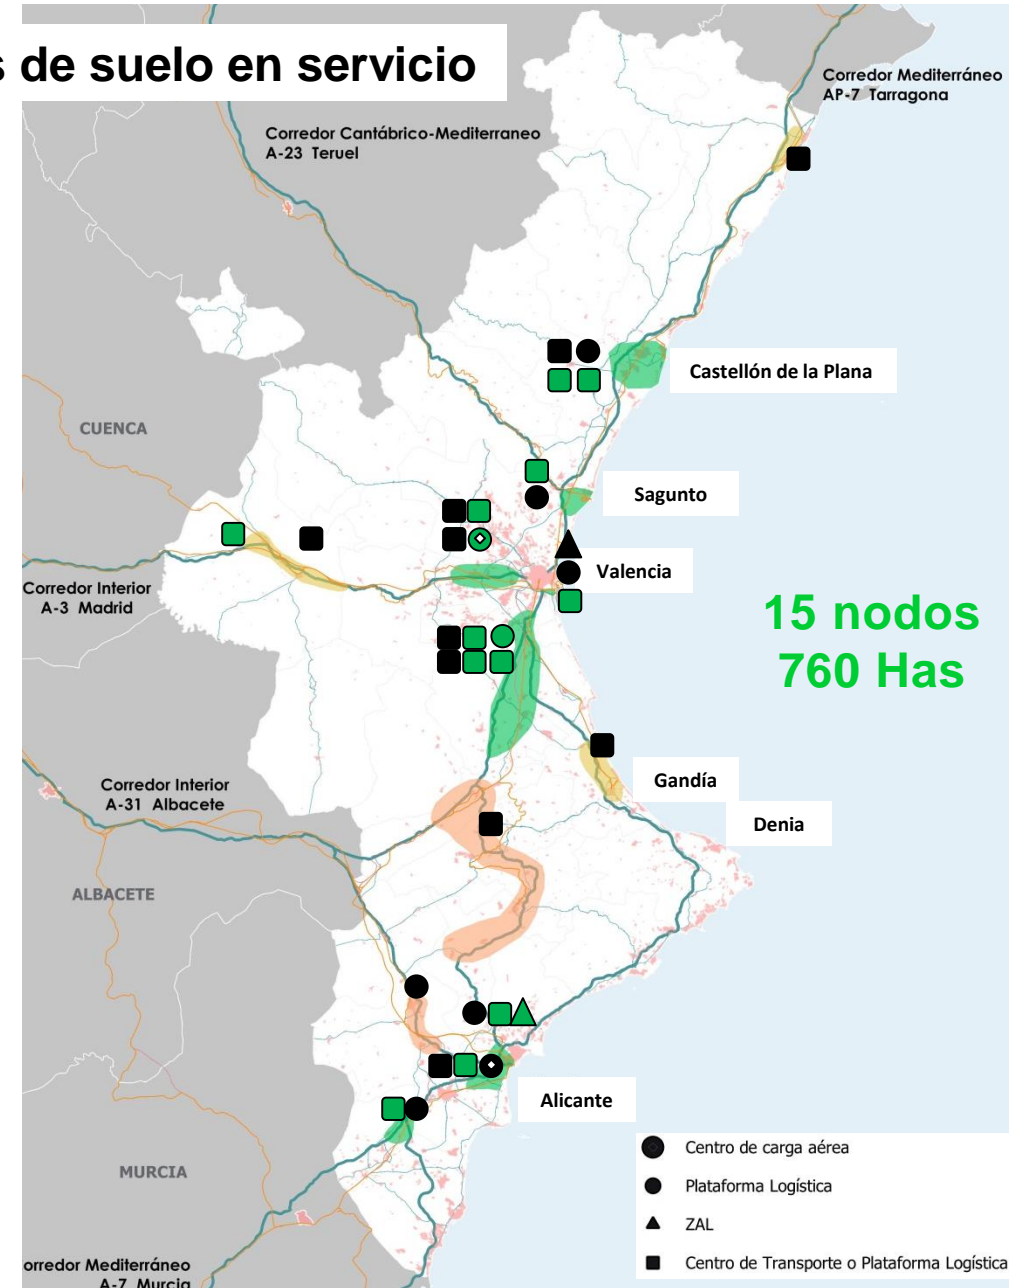 s de suelo en servicio
Corredor Mediterráneo
AP-7 Tarragona
Corredor Cantábrico-Mediterraneo
A-23 Teruel
Castellón de la Plana
CUENCA
Sagunto
Valencia
Corredor Interior
A-3 Madrid
15 nodos
760 Has
Gandía
Corredor Interior
A-31 Albacete
Denia
ALBACETE
Alicante
Centro de carga aérea
MURCIA
Plataforma Logística
ZAL
Centro de Transporte o Plataforma Logística
orredor Mediterráneo
A-7 Murcia